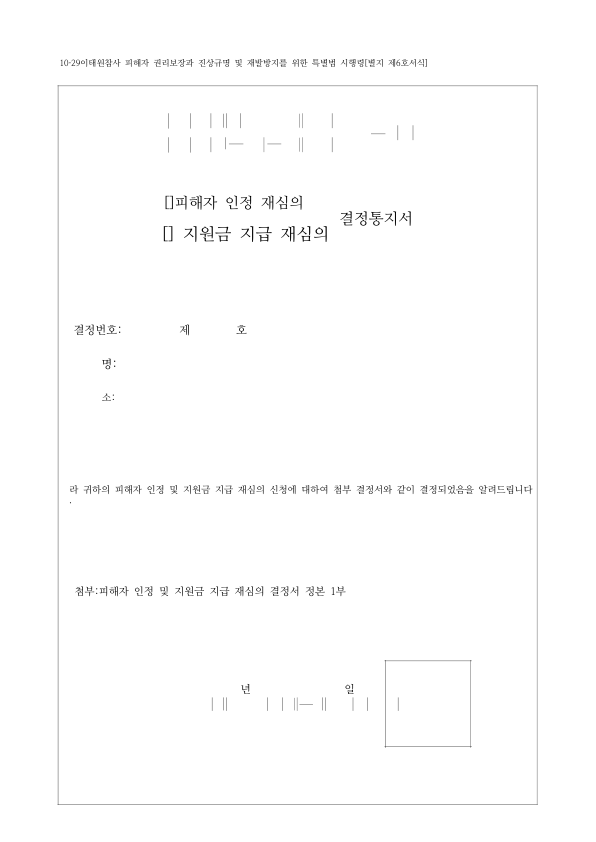 10·29이태원참사 피해자 권리보장과 진상규명 및 재발방지를 위한 특별법 시행령[별지 제6호서식]
[]피해자 인정 재심의
결정통지서
[] 지원금 지급 재심의
결정번호: 제 호
명:
소:
라 귀하의 피해자 인정 및 지원금 지급 재심의 신청에 대하여 첨부 결정서와 같이 결정되었음을 알려드립니다
.
첨부:피해자 인정 및 지원금 지급 재심의 결정서 정본 1부
년 일